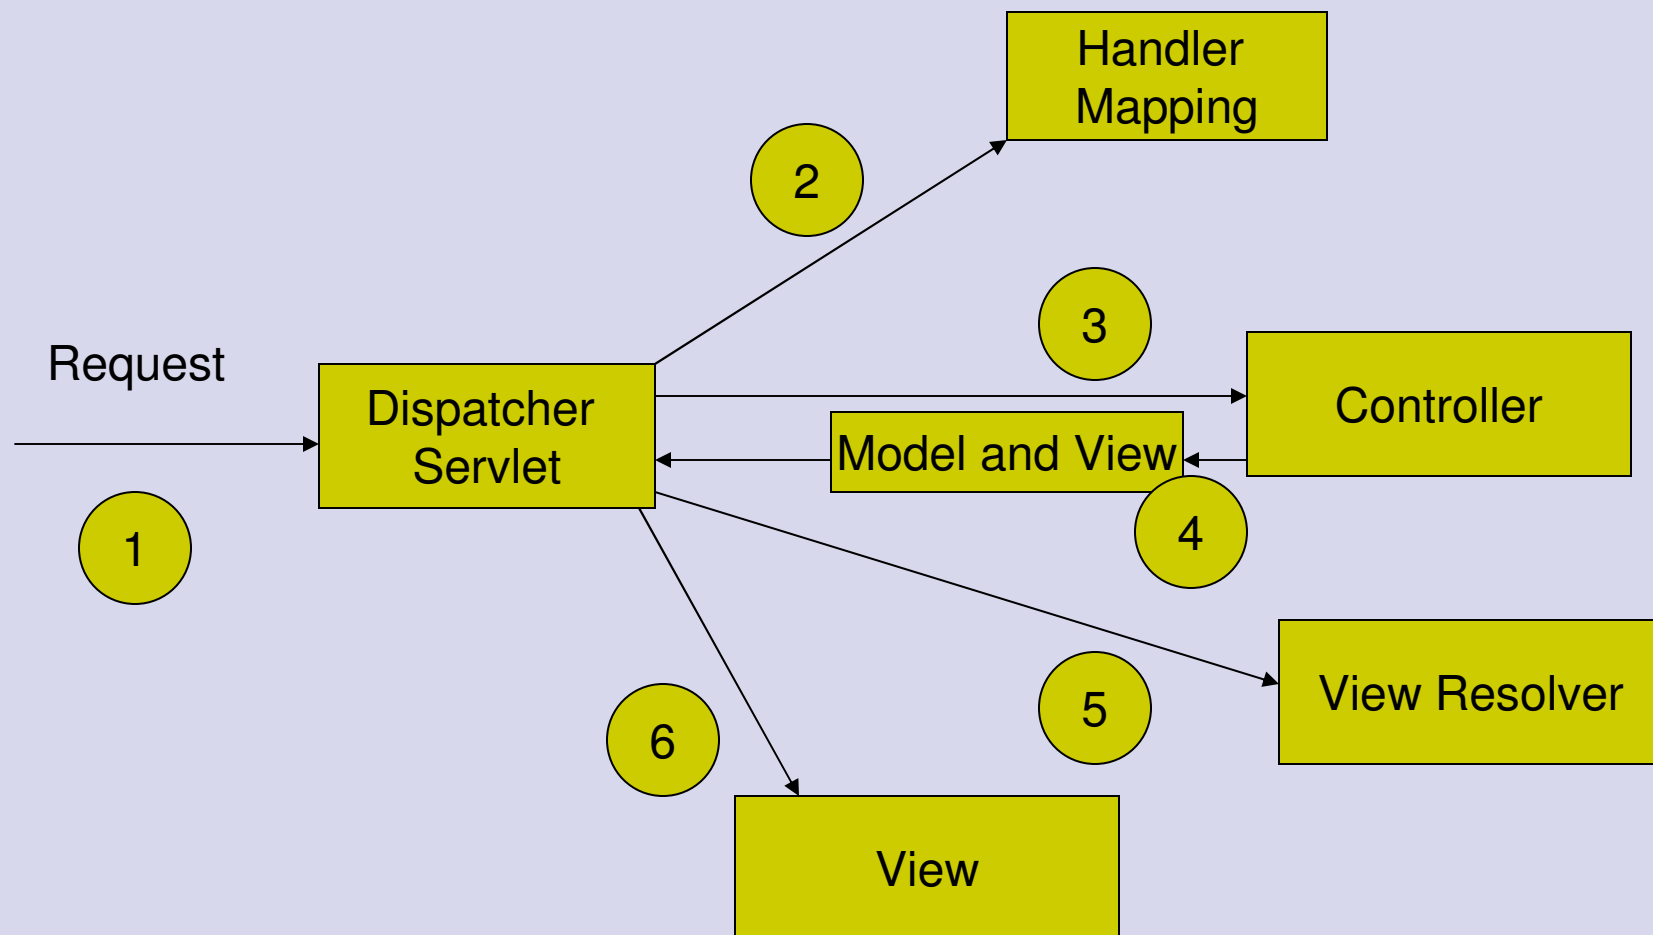 Handler
Mapping
2
3
Request
Dispatcher
Servlet
Controller
Model and View
4
1
View Resolver
5
6
View